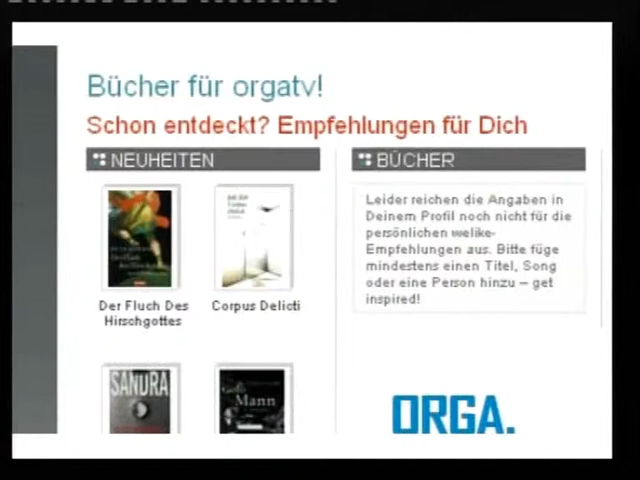 Bücher für orgatv!
Schon entdeckt? Empfehlungen für Dich
NEUHEITEN
BÜCHER
Leider reichen die Angaben in
Deinem Profil noch nicht für die
persönlichen welike-
Empfehlungen aus. Bitte füge
mindestens einen Titel, Song
oder eine Person hinzu – get
inspired!
Der Fluch Des
Hirschgottes
Corpus Delicti
SANDRA
Mann
ORGA.